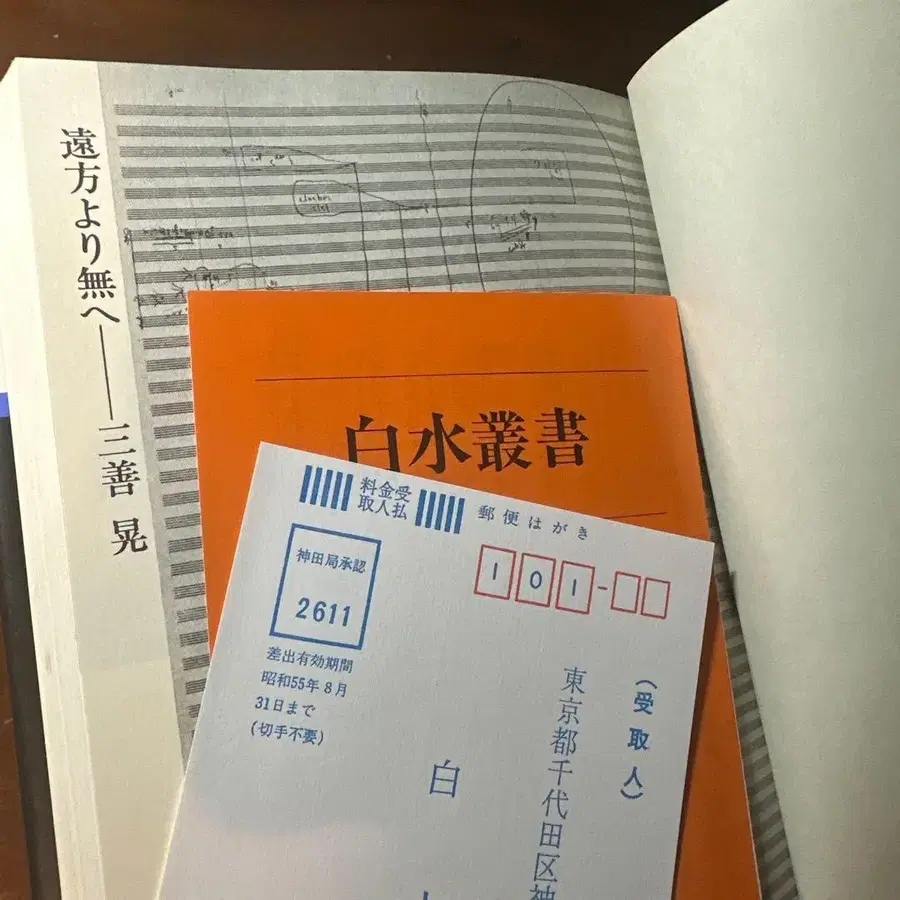 遠方より無へ――三善 晃
白水叢書
料金受
取人払
郵便はがき
101-
神田局承認
2611
差出有効期間
昭和55年8月
31日まで
(切手不要)
(受取人)
東京都千代田区神
白